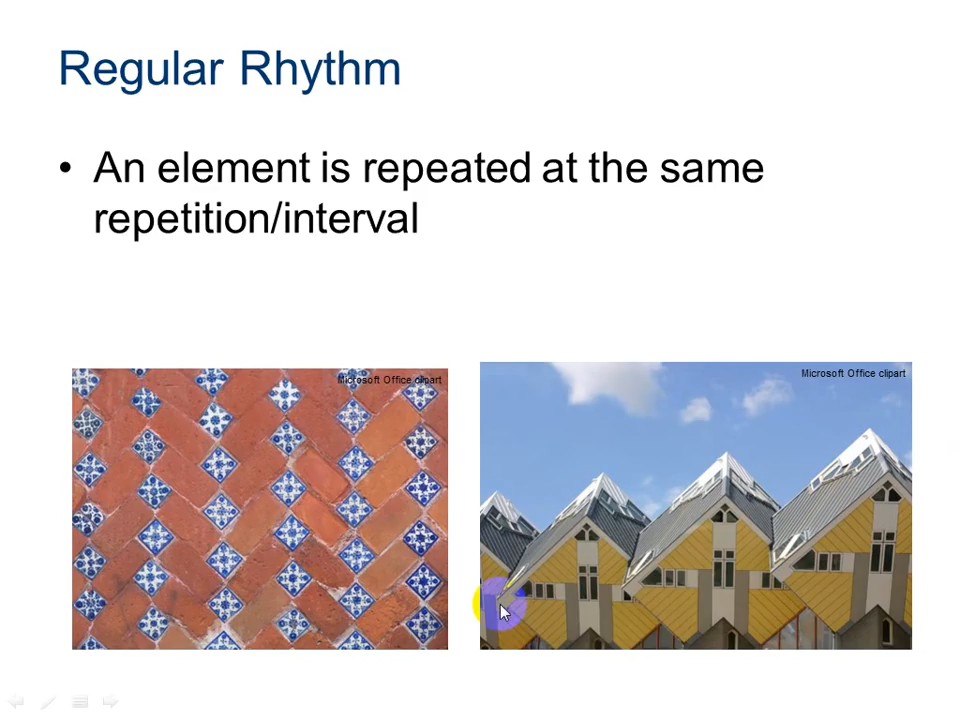 Regular Rhythm
• An element is repeated at the same
repetition/interval
Microsoft Office clipart
Microsoft Office clipart